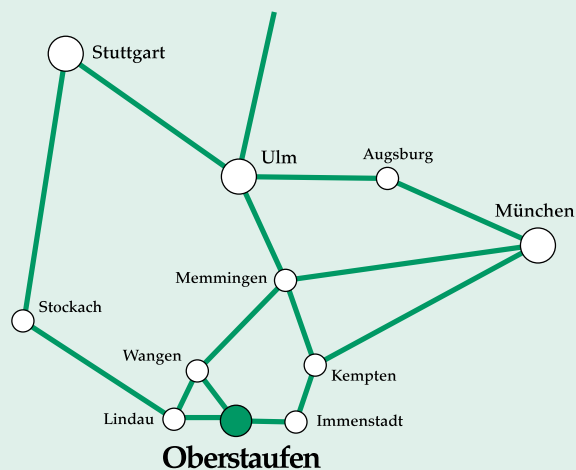 Stuttgart
Ulm
Augsburg
München
Memmingen
Stockach
Wangen
Kempten
Lindau
Immenstadt
Oberstaufen